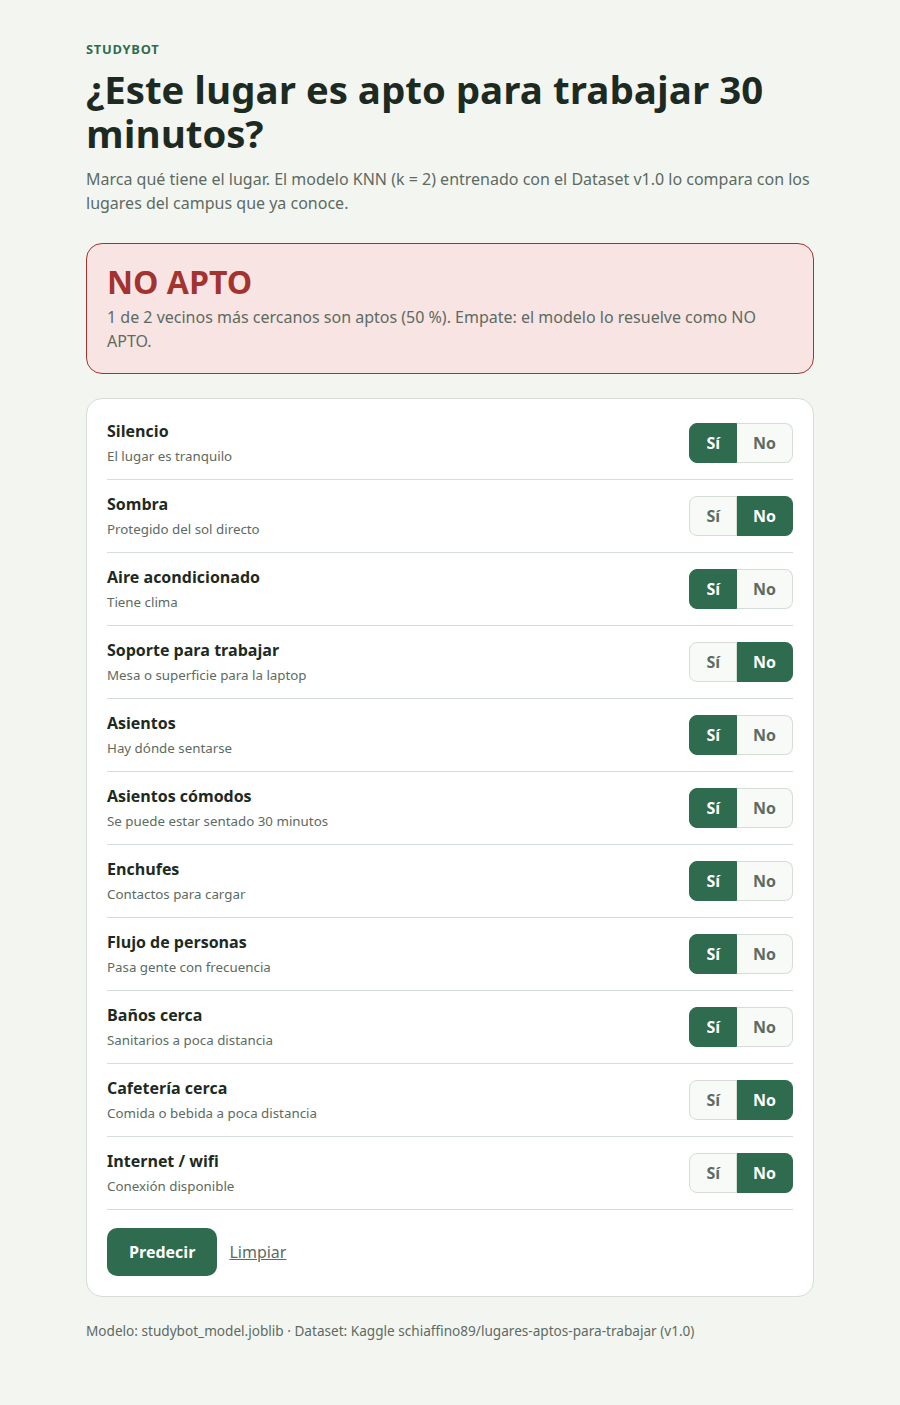 STUDYBOT
¿Este lugar es apto para trabajar 30
minutos?
Marca qué tiene el lugar. El modelo KNN (k = 2) entrenado con el Dataset v1.0 lo compara con los
lugares del campus que ya conoce.
NO APTO
1 de 2 vecinos más cercanos son aptos (50 %). Empate: el modelo lo resuelve como NO
APTO.
Silencio
El lugar es tranquilo
Sí No
Sombra
Protegido del sol directo
Sí No
Aire acondicionado
Tiene clima
Sí No
Soporte para trabajar
Mesa o superficie para la laptop
Sí No
Asientos
Hay dónde sentarse
Sí No
Asientos cómodos
Se puede estar sentado 30 minutos
Sí No
Enchufes
Contactos para cargar
Sí No
Flujo de personas
Pasa gente con frecuencia
Sí No
Baños cerca
Sanitarios a poca distancia
Sí No
Cafetería cerca
Comida o bebida a poca distancia
Sí No
Internet / wifi
Conexión disponible
Sí No
Predecir Limpiar
Modelo: studybot_model.joblib · Dataset: Kaggle schiaffino89/lugares-aptos-para-trabajar (v1.0)